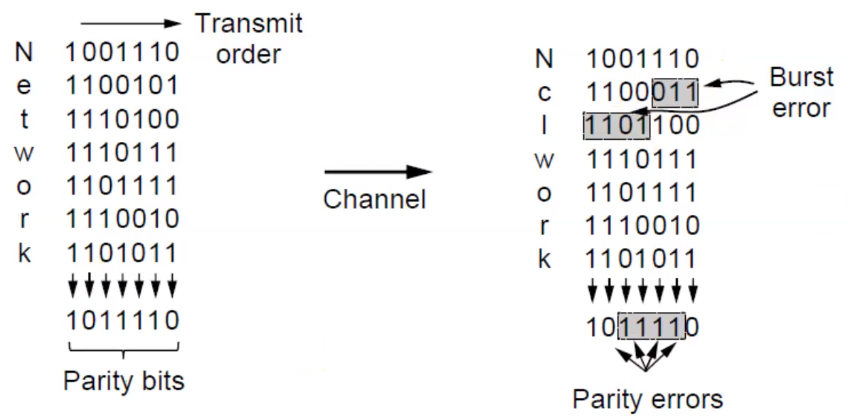 Transmit
order
N 1001110
e 1100101
t 1110100
w 1110111
o 1101111
r 1110010
k 1101011
1011110
Parity bits
Channel
N 1001110
c 1100011
l 1101100
w 1110111
o 1101111
r 1110010
k 1101011
1011110
Parity errors
Burst
error